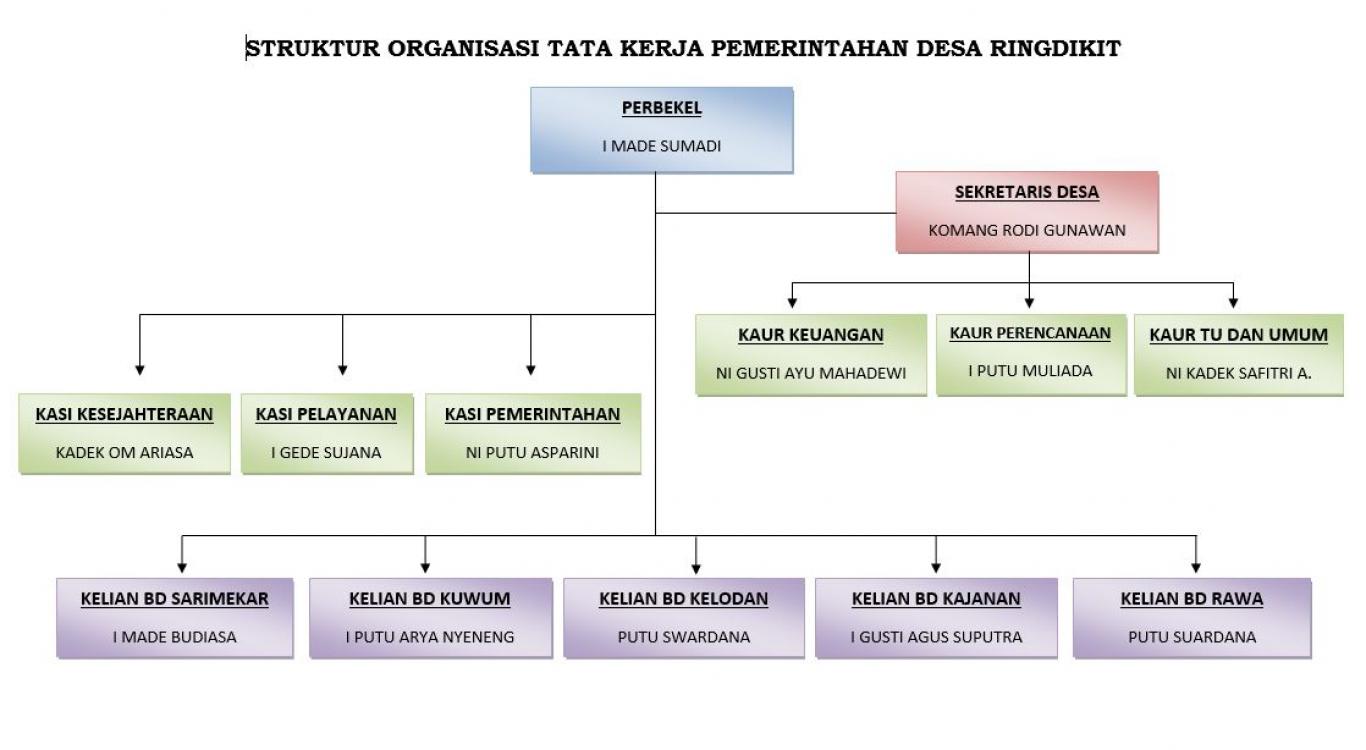 STRUKTUR ORGANISASI TATA KERJA PEMERINTAHAN DESA RINGDIKIT
PERBEKEL
I MADE SUMADI
SEKRETARIS DESA
KOMANG RODI GUNAWAN
KAUR KEUANGAN
NI GUSTI AYU MAHADEWI
KAUR PERENCANAAN
I PUTU MULIADA
KAUR TU DAN UMUM
NI KADEK SAFITRI A.
KASI KESEJAHTERAAN
KADEK OM ARIASA
KASI PELAYANAN
I GEDE SUJANA
KASI PEMERINTAHAN
NI PUTU ASPARINI
KELIAN BD SARIMEKAR
I MADE BUDIASA
KELIAN BD KUWUM
I PUTU ARYA NYENENG
KELIAN BD KELODAN
PUTU SWARDANA
KELIAN BD KAJANAN
I GUSTI AGUS SUPUTRA
KELIAN BD RAWA
PUTU SUARDANA